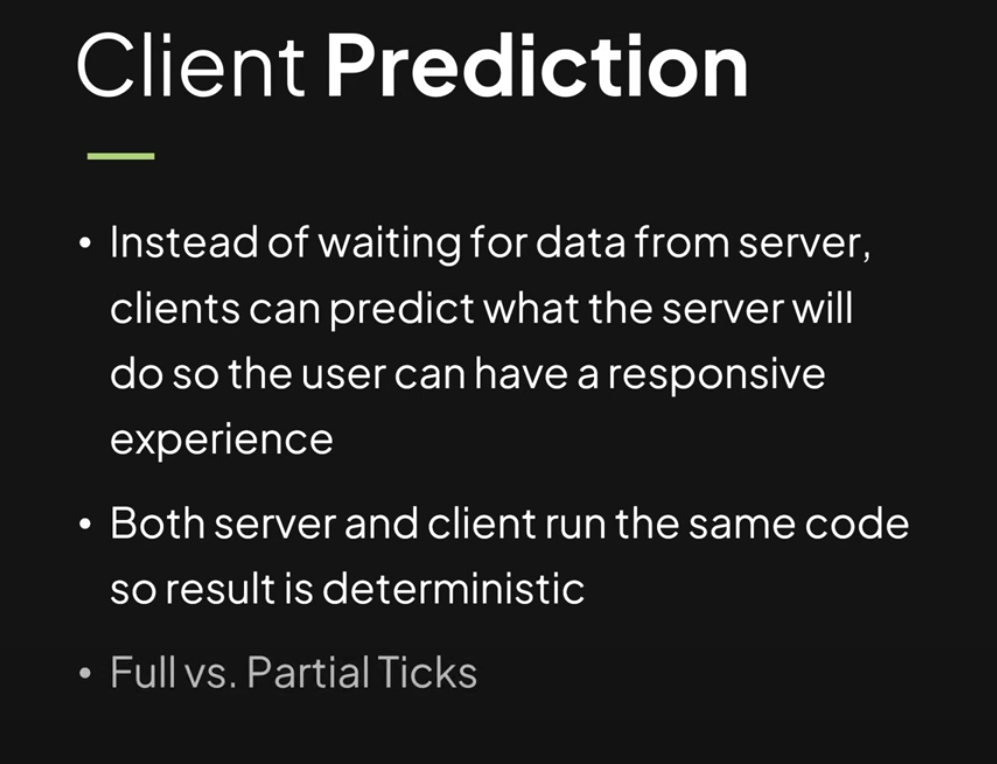 Client Prediction
• Instead of waiting for data from server,
clients can predict what the server will
do so the user can have a responsive
experience
• Both server and client run the same code
so result is deterministic
• Full vs. Partial Ticks